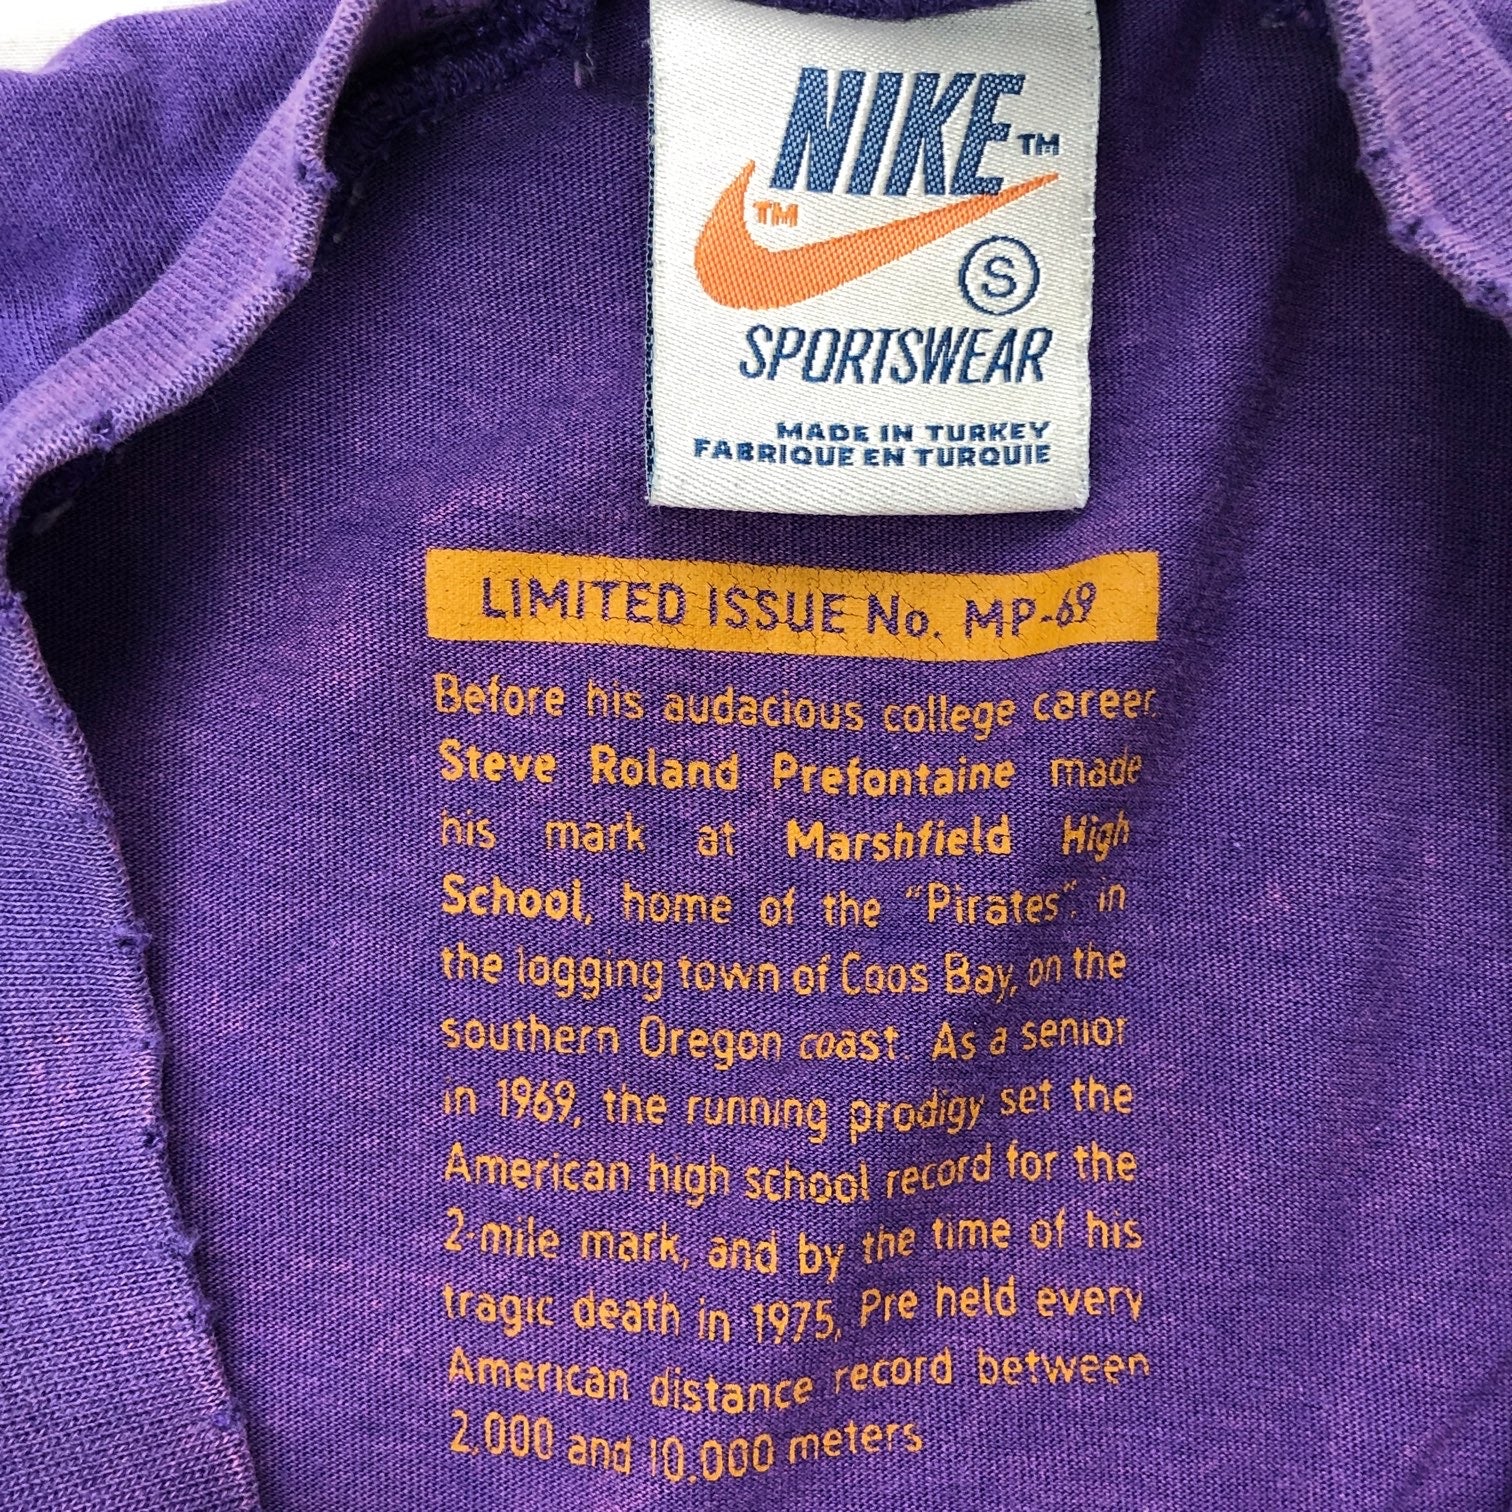 NIKE™
™
S
SPORTSWEAR
MADE IN TURKEY
FABRIQUE EN TURQUIE
LIMITED ISSUE No. MP-69
Before his audacious college career,
Steve Roland Prefontaine made
his mark at Marshfield High
School, home of the "Pirates", in
the logging town of Coos Bay, on the
southern Oregon coast. As a senior
in 1969, the running prodigy set the
American high school record for the
2-mile mark, and by the time of his
tragic death in 1975, Pre held every
American distance record between
2,000 and 10,000 meters